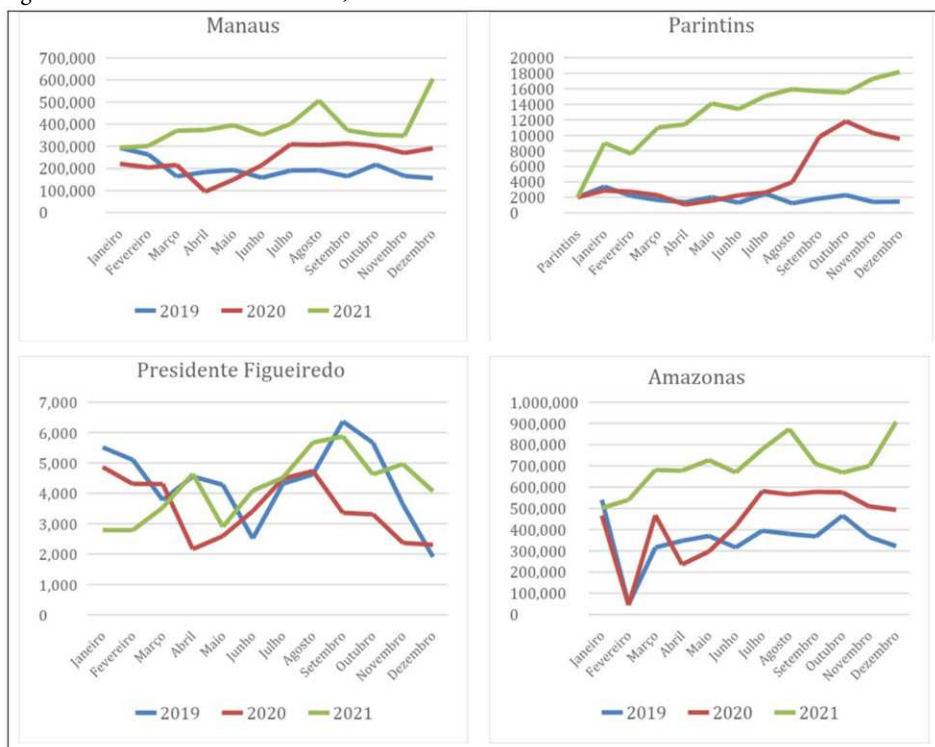 Manaus
700,000
600,000
500,000
400,000
300,000
200,000
100,000
0
Janeiro
Fevereiro
Março
Abril
Maio
Junho
Julho
Agosto
Setembro
Outubro
Novembro
Dezembro
2019 2020 2021
Parintins
20000
18000
16000
14000
12000
10000
8000
6000
4000
2000
0
Parintins
Janeiro
Fevereiro
Março
Abril
Maio
Junho
Julho
Agosto
Setembro
Outubro
Novembro
Dezembro
2019 2020 2021
Presidente Figueiredo
7,000
6,000
5,000
4,000
3,000
2,000
1,000
0
Janeiro
Fevereiro
Março
Abril
Maio
Junho
Julho
Agosto
Setembro
Outubro
Novembro
Dezembro
2019 2020 2021
Amazonas
1,000,000
900,000
800,000
700,000
600,000
500,000
400,000
300,000
200,000
100,000
0
Janeiro
Fevereiro
Março
Abril
Maio
Junho
Julho
Agosto
Setembro
Outubro
Novembro
Dezembro
2019 2020 2021